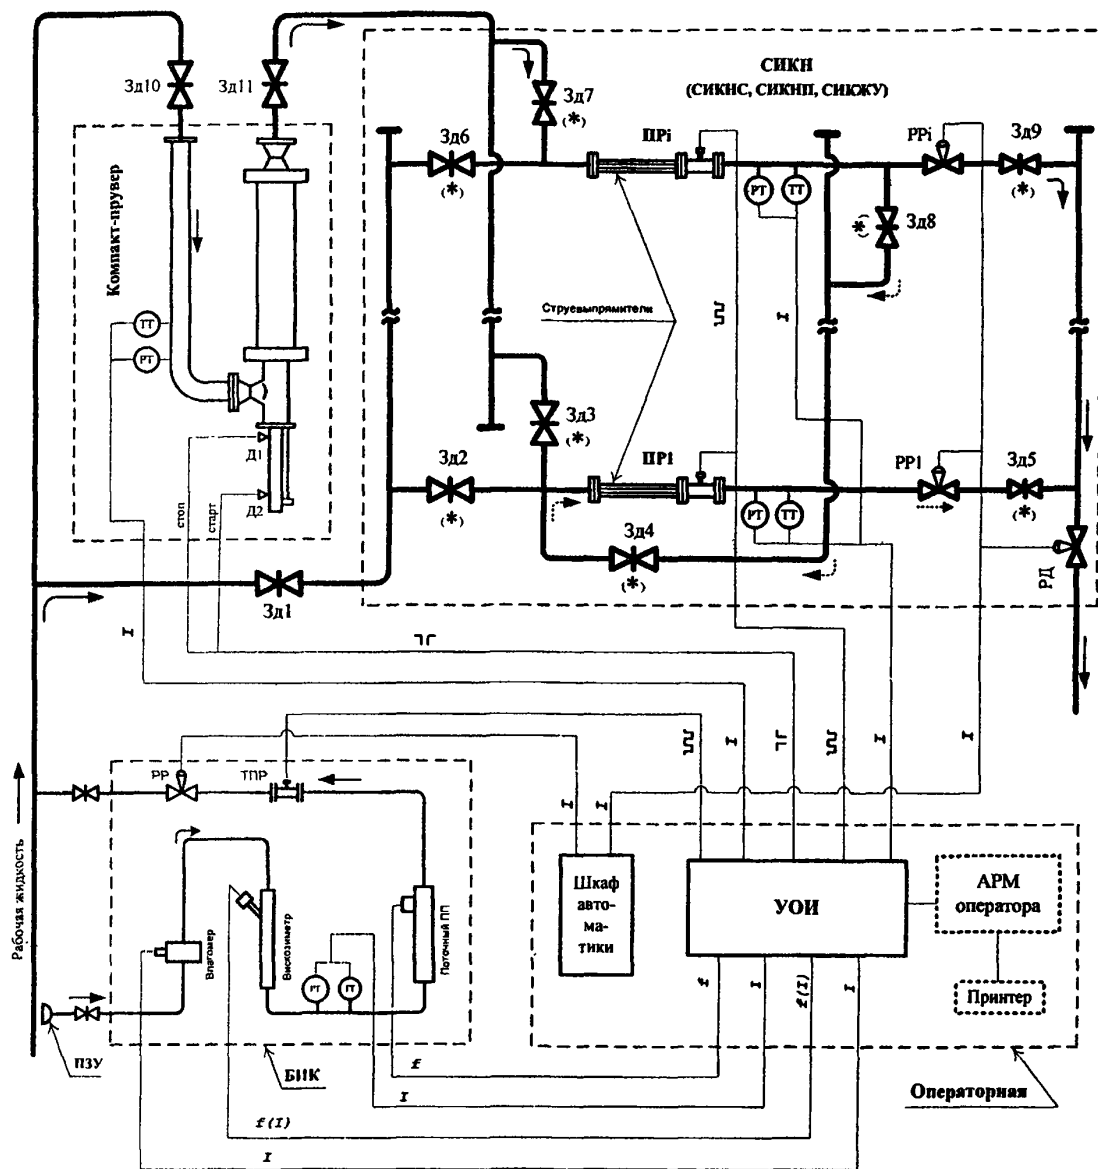 СИКН
(СИКНС, СИКНП, СИКЖУ)
Зд10
Зд11
Зд7
(*)
Зд6
(*)
ПРi
РРi
Зд9
(*)
РТ
ТТ
(*)
Зд8
Компакт-прувер
Струевыпрямители
I
ТТ
РТ
Зд3
(*)
Д1
Д2
стоп
старт
Зд2
(*)
ПР1
РР1
Зд5
(*)
РТ
ТТ
Зд4
(*)
РД
Зд1
I
I
I
I
РР
ТПР
I
I
Рабочая жидкость
Влагомер
Вискозиметр
РТ
ТТ
Поточный ПП
Шкаф
авто-
ма-
тики
УОИ
АРМ
оператора
Принтер
f
I
f(I)
I
ПЗУ
БИК
Операторная
f
I
f(I)
I